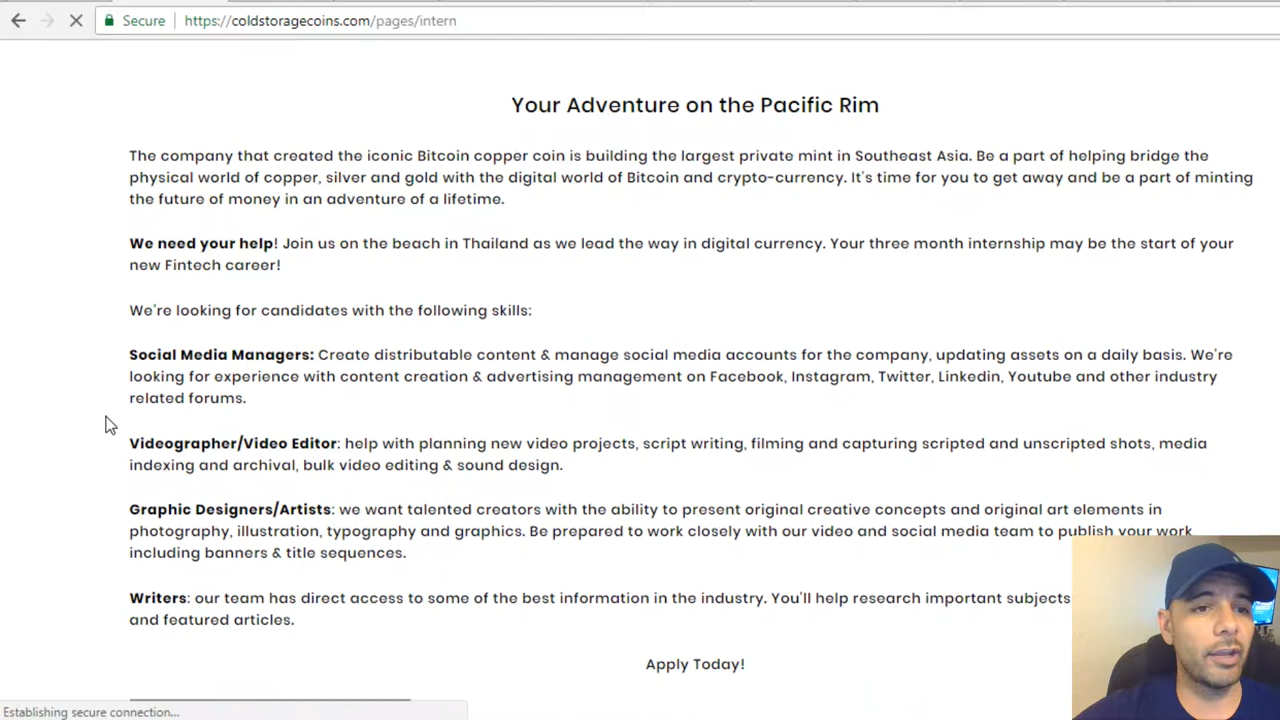 Secure https://coldstoragecoins.com/pages/intern
Your Adventure on the Pacific Rim
The company that created the iconic Bitcoin copper coin is building the largest private mint in Southeast Asia. Be a part of helping bridge the
physical world of copper, silver and gold with the digital world of Bitcoin and crypto-currency. It's time for you to get away and be a part of minting
the future of money in an adventure of a lifetime.
We need your help! Join us on the beach in Thailand as we lead the way in digital currency. Your three month internship may be the start of your
new Fintech career!
We're looking for candidates with the following skills:
Social Media Managers: Create distributable content & manage social media accounts for the company, updating assets on a daily basis. We're
looking for experience with content creation & advertising management on Facebook, Instagram, Twitter, Linkedin, Youtube and other industry
related forums.
Videographer/Video Editor: help with planning new video projects, script writing, filming and capturing scripted and unscripted shots, media
indexing and archival, bulk video editing & sound design.
Graphic Designers/Artists: we want talented creators with the ability to present original creative concepts and original art elements in
photography, illustration, typography and graphics. Be prepared to work closely with our video and social media team to publish your work
including banners & title sequences.
Writers: our team has direct access to some of the best information in the industry. You'll help research important subjects
and featured articles.
Apply Today!
Establishing secure connection...